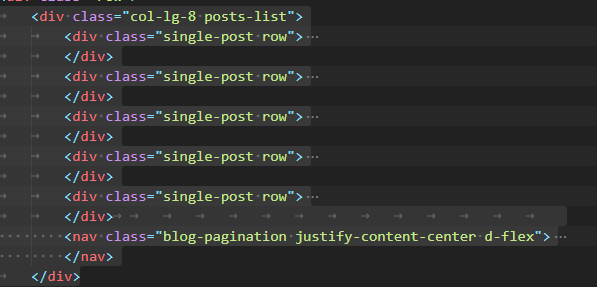 <div class="col-lg-8 posts-list">
<div class="single-post row">…
</div>
<div class="single-post row">…
</div>
<div class="single-post row">…
</div>
<div class="single-post row">…
</div>
<div class="single-post row">…
</div>
<nav class="blog-pagination justify-content-center d-flex">…
</nav>
</div>